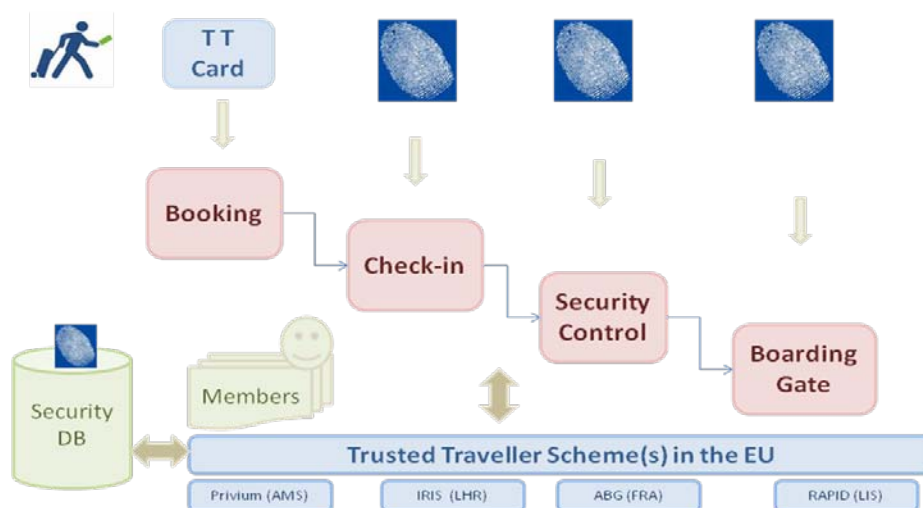 T T
Card
Booking
Check-in
Security
Control
Boarding
Gate
Security
DB
Members
Trusted Traveller Scheme(s) in the EU
Privium (AMS)
IRIS (LHR)
ABG (FRA)
RAPID (LIS)